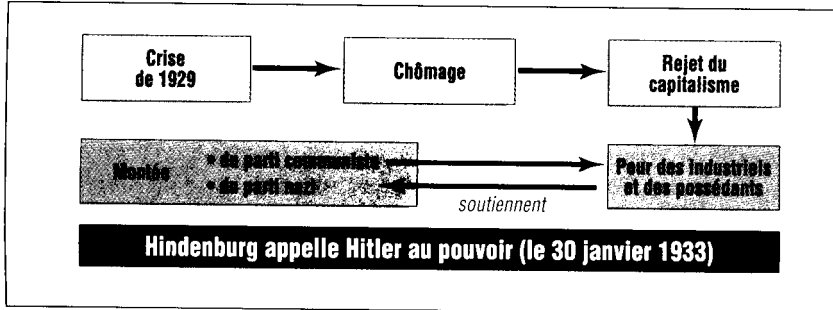 Crise
de 1929
Chômage
Rejet du
capitalisme
Montée
• du parti communiste
• du parti nazi
Peur des industriels
et des possédants
soutiennent
Hindenburg appelle Hitler au pouvoir (le 30 janvier 1933)